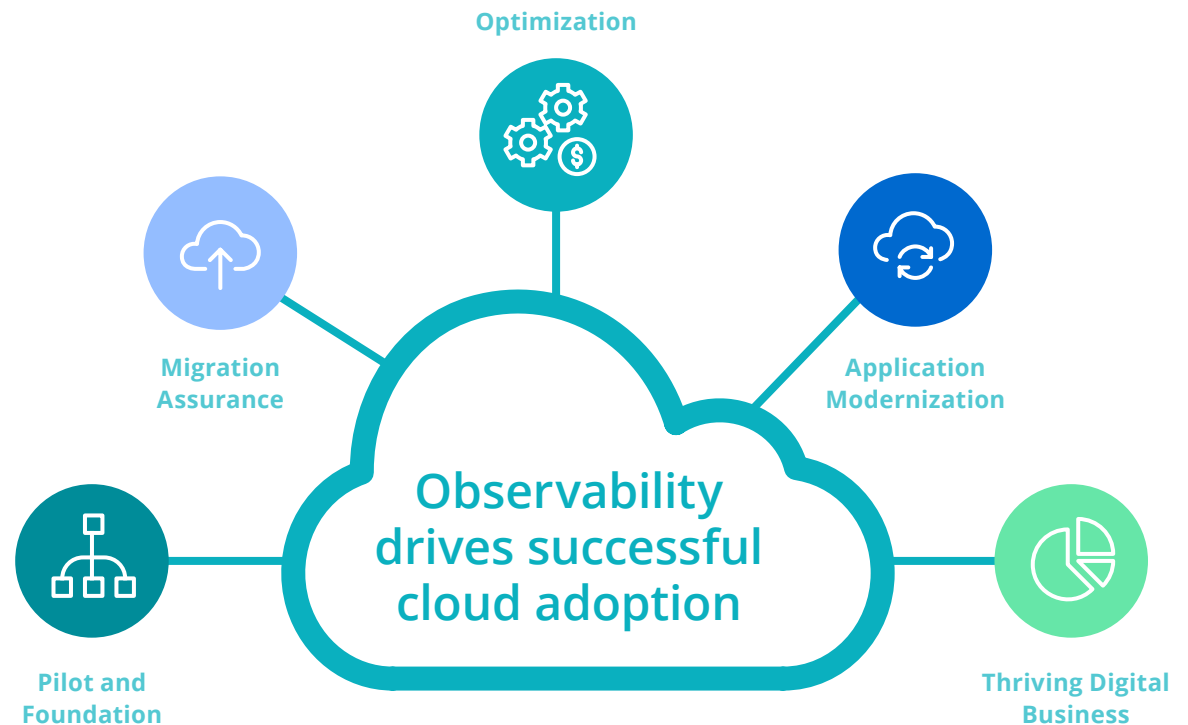 Optimization
Migration
Assurance
Application
Modernization
Observability
drives successful
cloud adoption
Pilot and
Foundation
Thriving Digital
Business
$